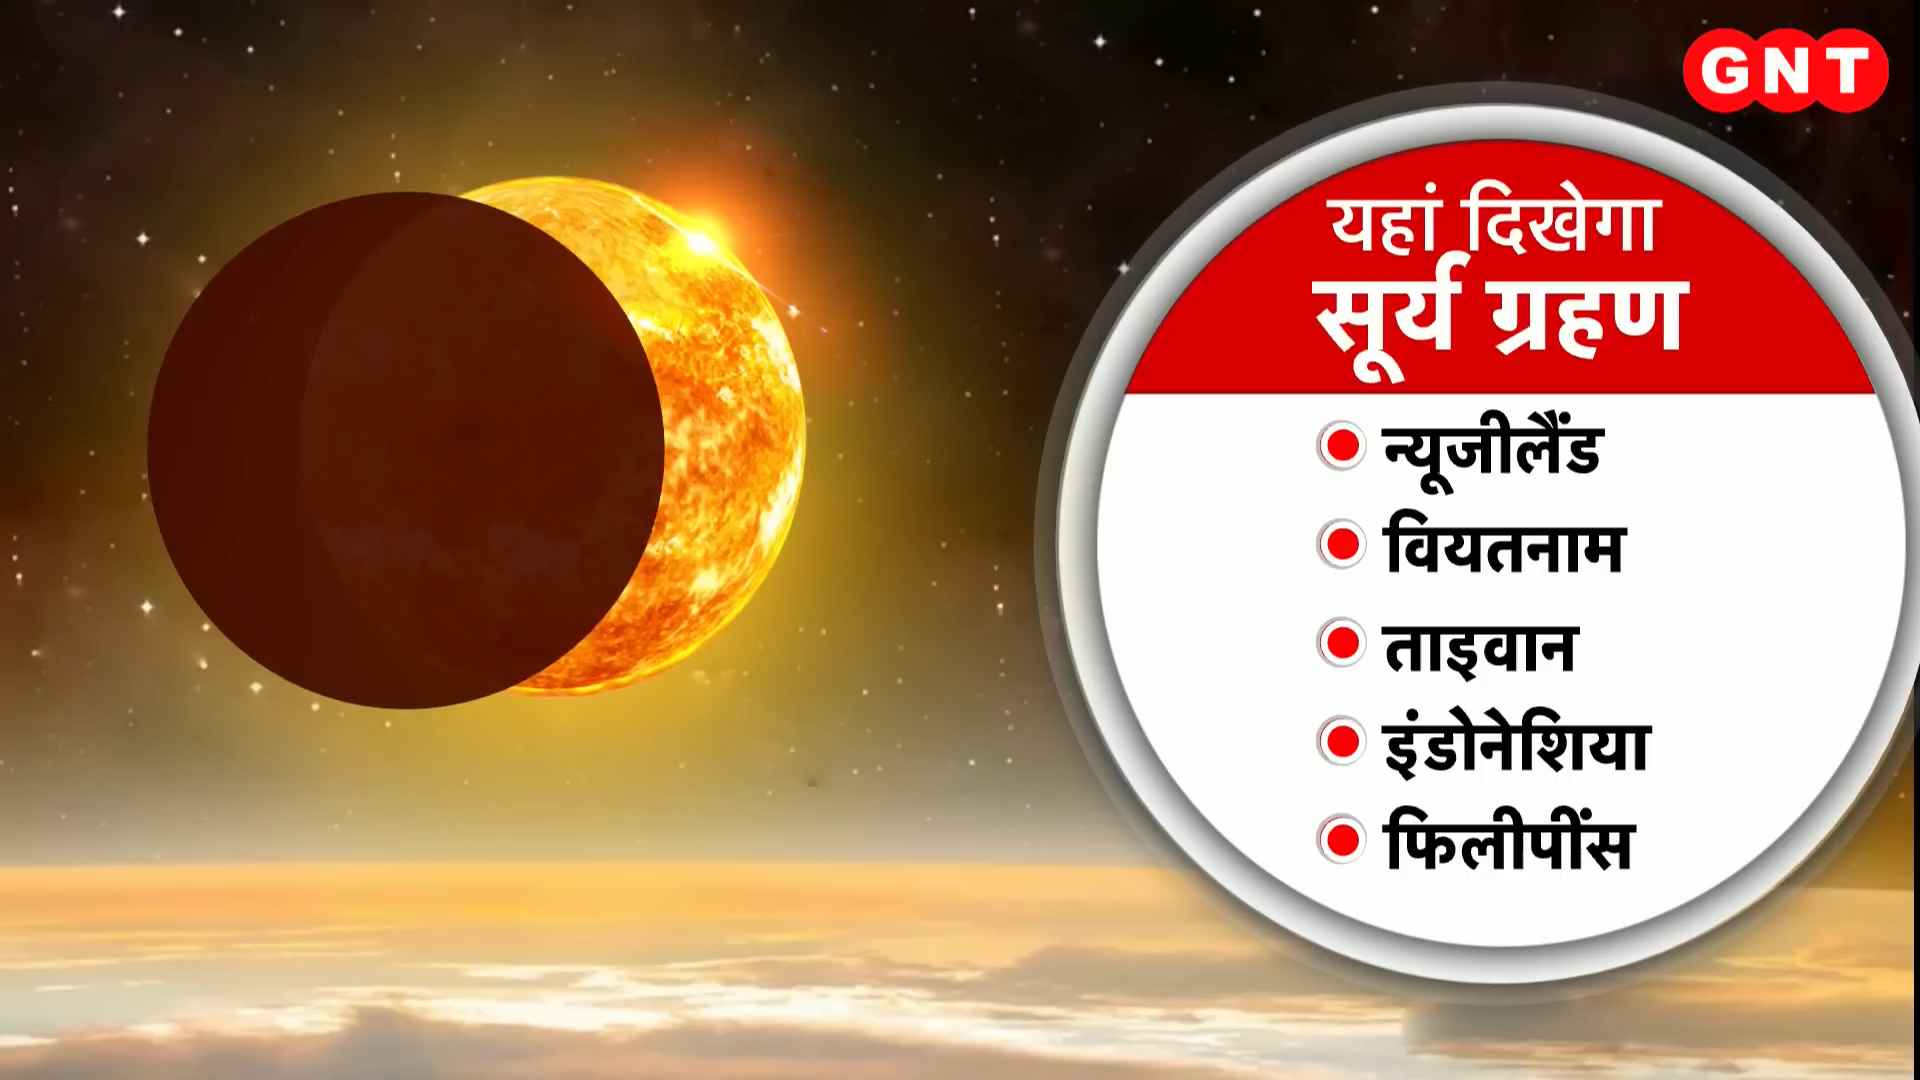 GNT
यहां दिखेगा
सूर्य ग्रहण
न्यूजीलैंड
वियतनाम
ताइवान
इंडोनेशिया
फिलीपींस